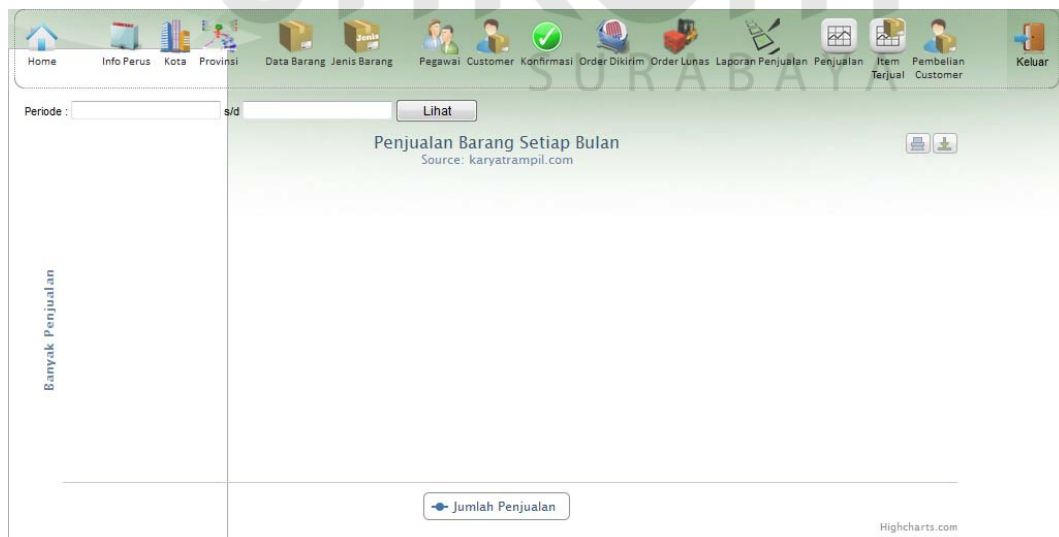 SURABAYA
Home Info Perus Kota Provinsi Data Barang Jenis Barang Pegawai Customer Konfirmasi Order Dikirim Order Lunas Laporan Penjualan Penjualan Item Terjual Pembelian Customer Keluar
Jenis
Periode : s/d Lihat
Penjualan Barang Setiap Bulan
Source: karyatrampil.com
Banyak Penjualan
Jumlah Penjualan
Highcharts.com